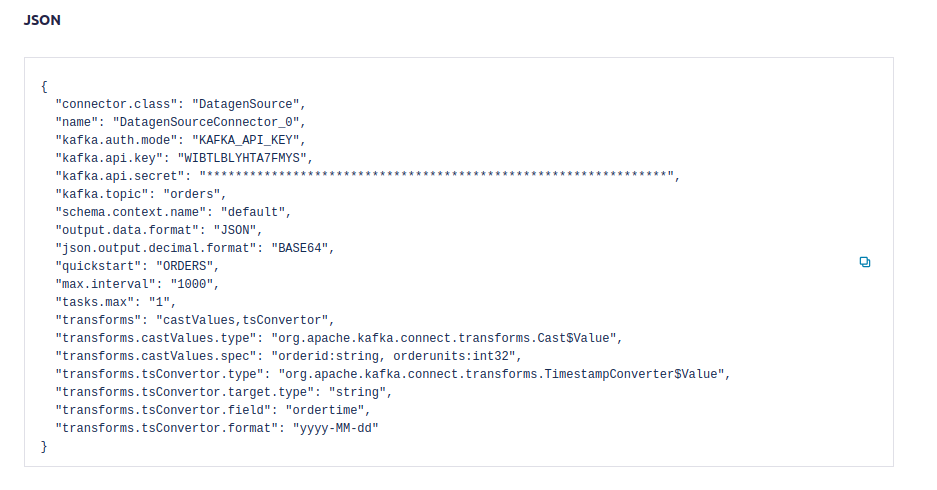 JSON
{
  "connector.class": "DatagenSource",
  "name": "DatagenSourceConnector_0",
  "kafka.auth.mode": "KAFKA_API_KEY",
  "kafka.api.key": "WIBTLBLYHTA7FMYS",
  "kafka.api.secret": "****************************************************************",
  "kafka.topic": "orders",
  "schema.context.name": "default",
  "output.data.format": "JSON",
  "json.output.decimal.format": "BASE64",
  "quickstart": "ORDERS",
  "max.interval": "1000",
  "tasks.max": "1",
  "transforms": "castValues,tsConvertor",
  "transforms.castValues.type": "org.apache.kafka.connect.transforms.Cast$Value",
  "transforms.castValues.spec": "orderid:string, orderunits:int32",
  "transforms.tsConvertor.type": "org.apache.kafka.connect.transforms.TimestampConverter$Value",
  "transforms.tsConvertor.target.type": "string",
  "transforms.tsConvertor.field": "ordertime",
  "transforms.tsConvertor.format": "yyyy-MM-dd"
}